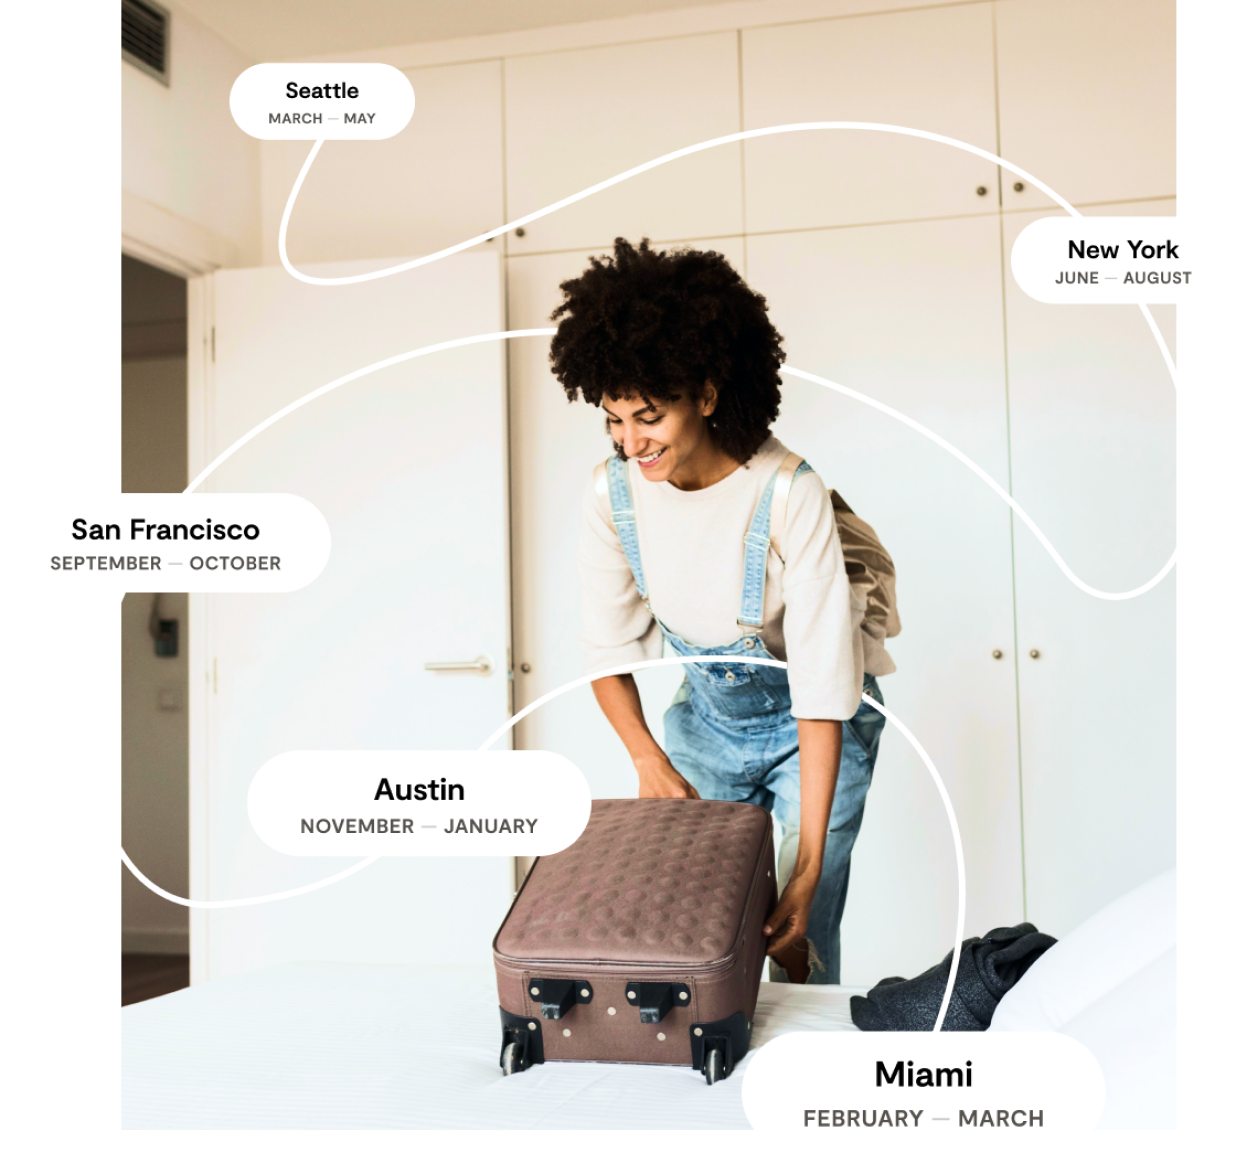 Seattle
MARCH — MAY
New York
JUNE — AUGUST
San Francisco
SEPTEMBER — OCTOBER
Austin
NOVEMBER — JANUARY
Miami
FEBRUARY — MARCH